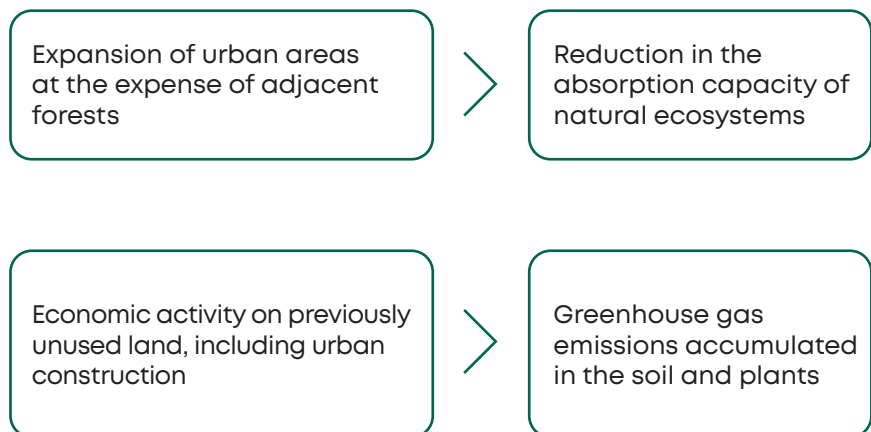 Expansion of urban areas
at the expense of adjacent
forests
Reduction in the
absorption capacity of
natural ecosystems
Economic activity on previously
unused land, including urban
construction
Greenhouse gas
emissions accumulated
in the soil and plants